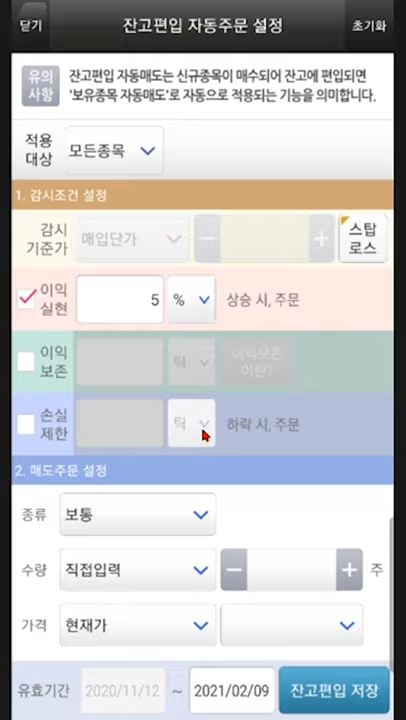 닫기 잔고편입 자동주문 설정 초기화
유의 사항 잔고편입 자동매도는 신규종목이 매수되어 잔고에 편입되면
'보유종목 자동매도'로 자동으로 적용되는 기능을 의미합니다.
적용 대상 모든종목
1. 감시조건 설정
감시 기준가 매입단가 − + 스탑 로스
이익 실현 5 % 상승 시, 주문
이익 보존 틱 이익보존 이란?
손실 제한 틱 하락 시, 주문
2. 매도주문 설정
종류 보통
수량 직접입력 − + 주
가격 현재가
유효기간 2020/11/12 ~ 2021/02/09 잔고편입 저장